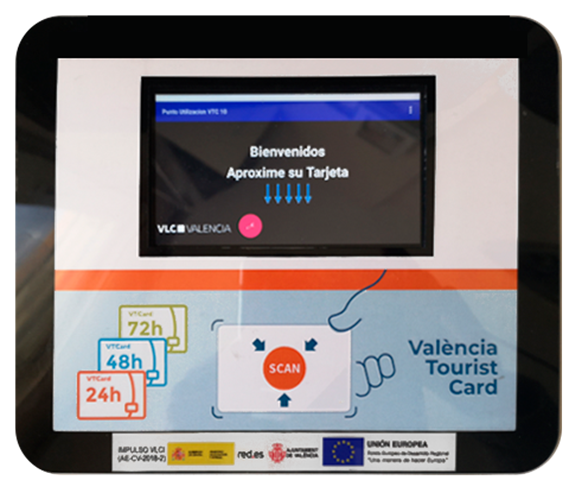 Punto Utilizacion VTC 10
Bienvenidos
Aproxime su Tarjeta
VLC VALENCIA
VTCard
72h
VTCard
48h
VTCard
24h
SCAN
València
Tourist
Card
IMPULSO VLCI
(AE-CV-2018-2)
red.es
AJUNTAMENT
DE VALÈNCIA
UNIÓN EUROPEA
Fondo Europeo de Desarrollo Regional
"Una manera de hacer Europa"